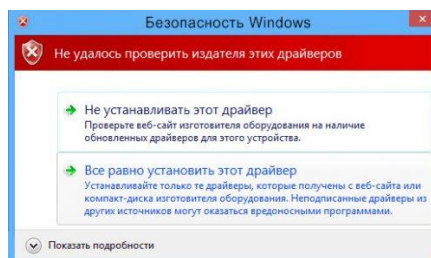 Безопасность Windows
Не удалось проверить издателя этих драйверов
Не устанавливать этот драйвер
Проверьте веб-сайт изготовителя оборудования на наличие
обновленных драйверов для этого устройства.
Все равно установить этот драйвер
Устанавливайте только те драйверы, которые получены с веб-сайта или
компакт-диска изготовителя оборудования. Неподписанные драйверы из
других источников могут оказаться вредоносными программами.
Показать подробности